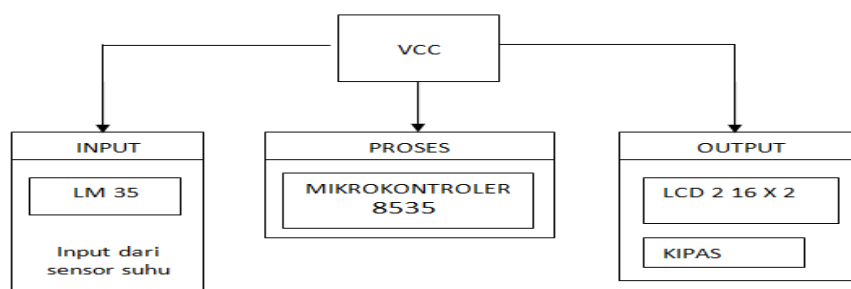 VCC
INPUT
LM 35
Input dari
sensor suhu
PROSES
MIKROKONTROLER
8535
OUTPUT
LCD 2 16 X 2
KIPAS